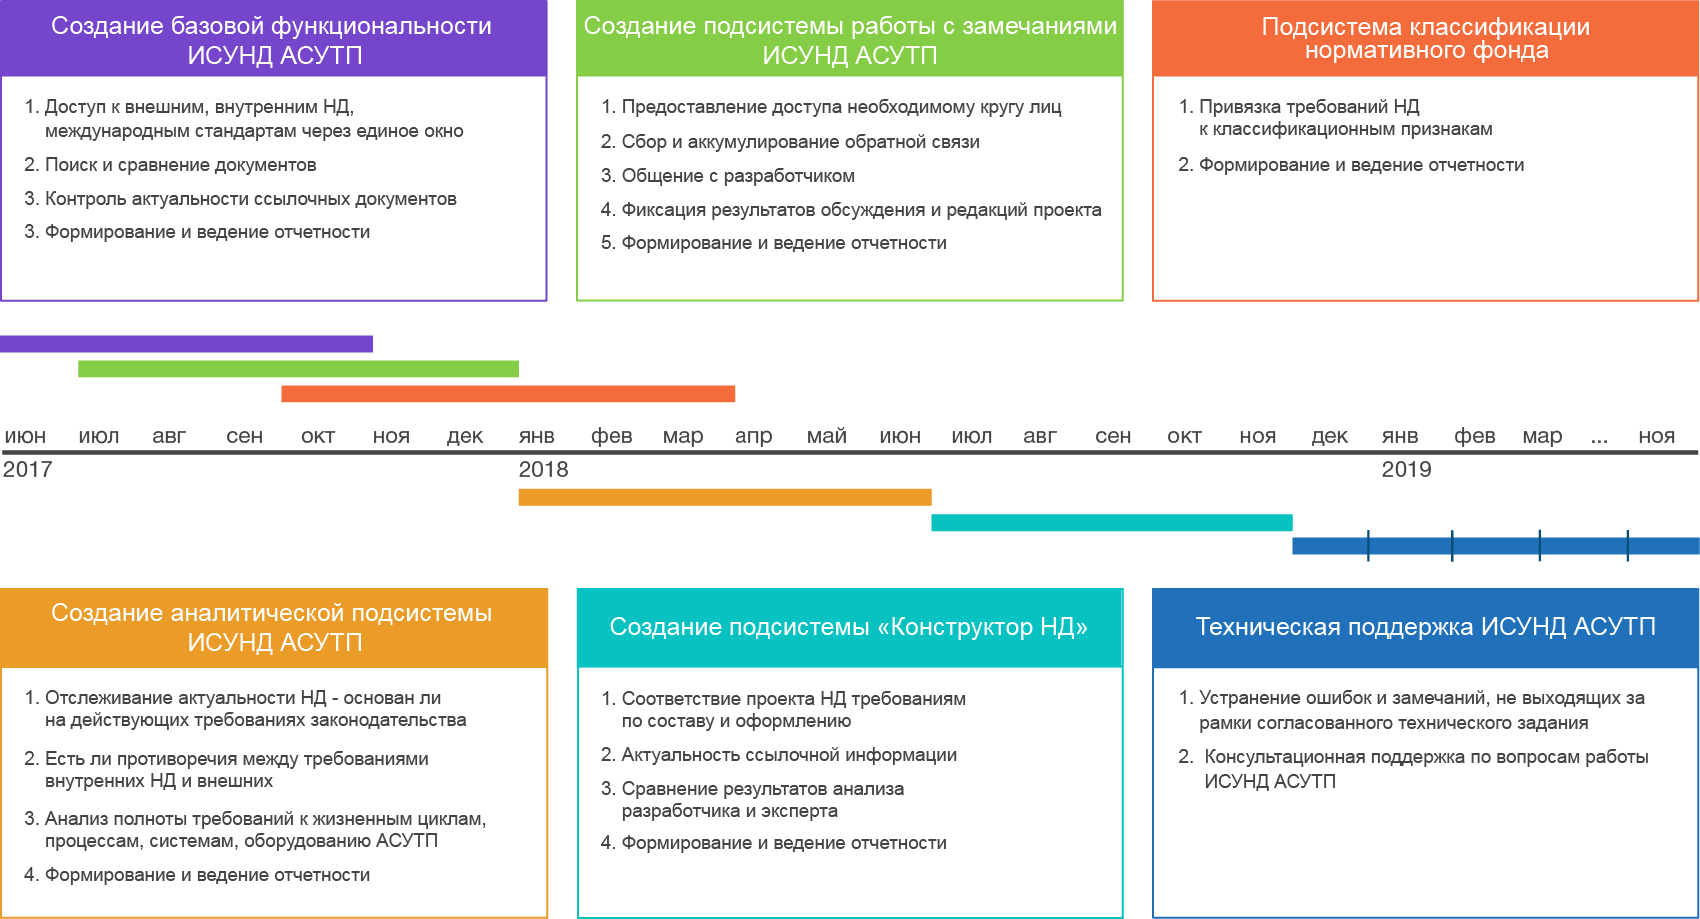 Создание базовой функциональности
ИСУНД АСУТП
1. Доступ к внешним, внутренним НД,
международным стандартам через единое окно
2. Поиск и сравнение документов
3. Контроль актуальности ссылочных документов
3. Формирование и ведение отчетности
Создание подсистемы работы с замечаниями
ИСУНД АСУТП
1. Предоставление доступа необходимому кругу лиц
2. Сбор и аккумулирование обратной связи
3. Общение с разработчиком
4. Фиксация результатов обсуждения и редакций проекта
5. Формирование и ведение отчетности
Подсистема классификации
нормативного фонда
1. Привязка требований НД
к классификационным признакам
2. Формирование и ведение отчетности
июн июл авг сен окт ноя дек янв фев мар апр май июн июл авг сен окт ноя дек янв фев мар ... ноя
2017 2018 2019
Создание аналитической подсистемы
ИСУНД АСУТП
1. Отслеживание актуальности НД - основан ли
на действующих требованиях законодательства
2. Есть ли противоречия между требованиями
внутренних НД и внешних
3. Анализ полноты требований к жизненным циклам,
процессам, системам, оборудованию АСУТП
4. Формирование и ведение отчетности
Создание подсистемы «Конструктор НД»
1. Соответствие проекта НД требованиям
по составу и оформлению
2. Актуальность ссылочной информации
3. Сравнение результатов анализа
разработчика и эксперта
4. Формирование и ведение отчетности
Техническая поддержка ИСУНД АСУТП
1. Устранение ошибок и замечаний, не выходящих за
рамки согласованного технического задания
2. Консультационная поддержка по вопросам работы
ИСУНД АСУТП